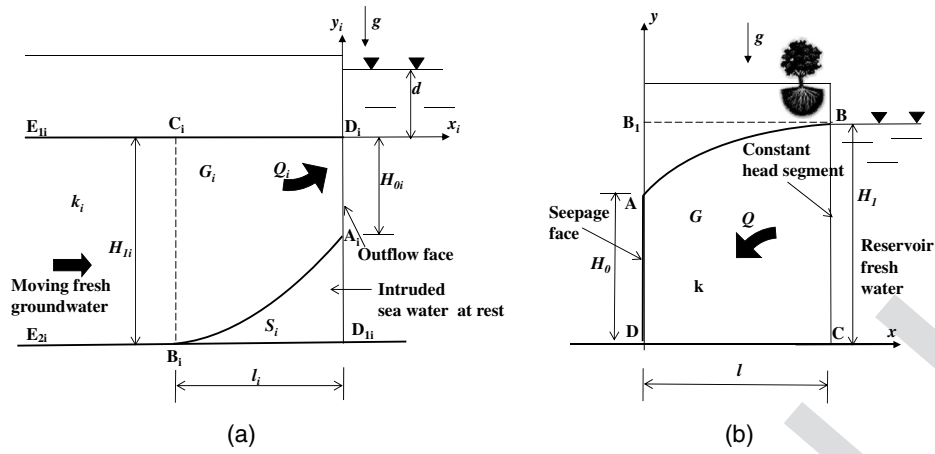 y_i
g
d
E_1i
C_i
D_i
x_i
G_i
Q_i
H_0i
k_i
H_1i
A_i
Outflow face
Moving fresh
groundwater
Intruded
sea water at rest
S_i
E_2i
B_i
D_1i
l_i
(a)
y
g
B_1
B
Constant
head segment
A
Seepage
face
G
Q
H_1
H_0
k
Reservoir
fresh
water
D
C
x
l
(b)